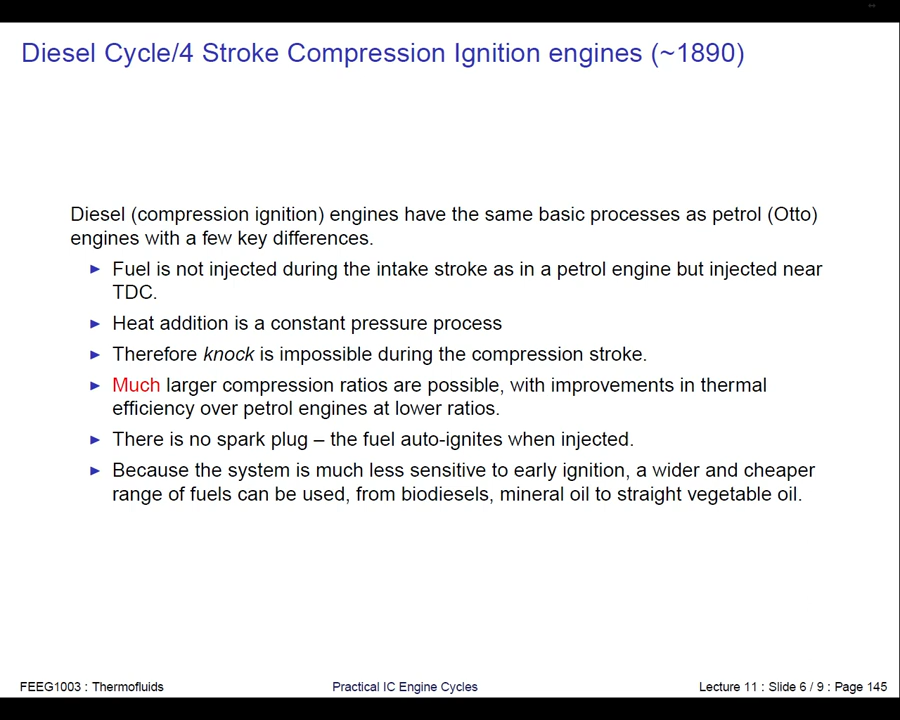 Diesel Cycle/4 Stroke Compression Ignition engines (~1890)
Diesel (compression ignition) engines have the same basic processes as petrol (Otto)
engines with a few key differences.
► Fuel is not injected during the intake stroke as in a petrol engine but injected near
TDC.
► Heat addition is a constant pressure process
► Therefore knock is impossible during the compression stroke.
► Much larger compression ratios are possible, with improvements in thermal
efficiency over petrol engines at lower ratios.
► There is no spark plug – the fuel auto-ignites when injected.
► Because the system is much less sensitive to early ignition, a wider and cheaper
range of fuels can be used, from biodiesels, mineral oil to straight vegetable oil.
FEEG1003 : Thermofluids Practical IC Engine Cycles Lecture 11 : Slide 6 / 9 : Page 145